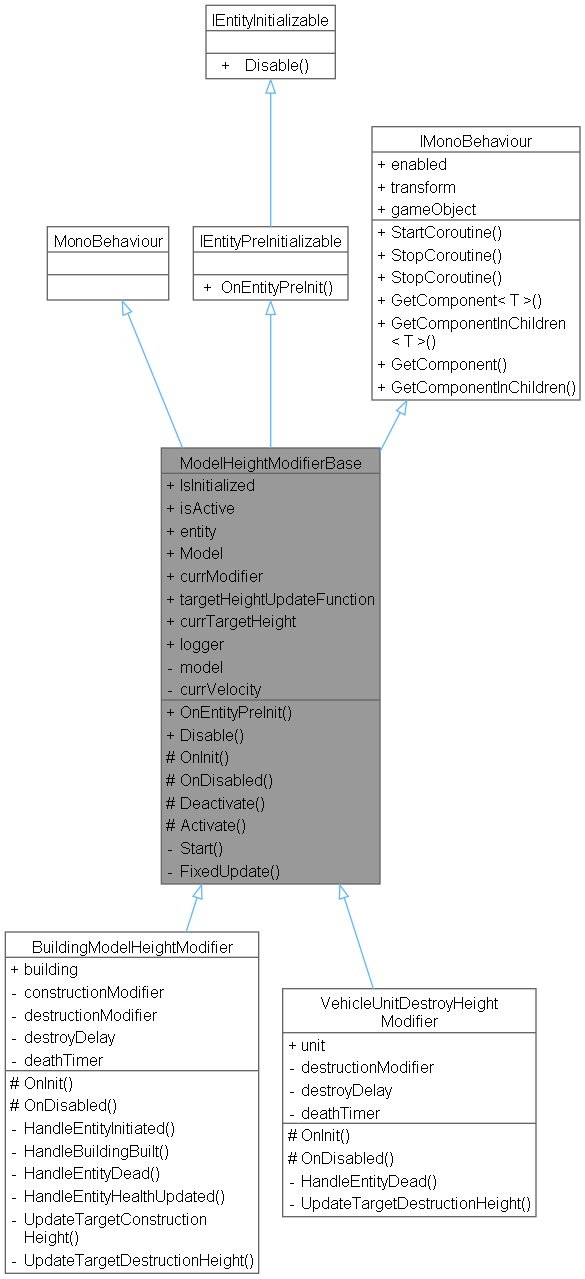 IEntityInitializable
+ Disable()
IMonoBehaviour
+ enabled
+ transform
+ gameObject
+ StartCoroutine()
+ StopCoroutine()
+ StopCoroutine()
+ GetComponent< T >()
+ GetComponentInChildren
< T >()
+ GetComponent()
+ GetComponentInChildren()
MonoBehaviour
IEntityPreInitializable
+ OnEntityPreInit()
ModelHeightModifierBase
+ IsInitialized
+ isActive
+ entity
+ Model
+ currModifier
+ targetHeightUpdateFunction
+ currTargetHeight
+ logger
- model
- currVelocity
+ OnEntityPreInit()
+ Disable()
# OnInit()
# OnDisabled()
# Deactivate()
# Activate()
- Start()
- FixedUpdate()
BuildingModelHeightModifier
+ building
- constructionModifier
- destructionModifier
- destroyDelay
- deathTimer
# OnInit()
# OnDisabled()
- HandleEntityInitiated()
- HandleBuildingBuilt()
- HandleEntityDead()
- HandleEntityHealthUpdated()
- UpdateTargetConstruction
Height()
- UpdateTargetDestructionHeight()
VehicleUnitDestroyHeight
Modifier
+ unit
- destructionModifier
- destroyDelay
- deathTimer
# OnInit()
# OnDisabled()
- HandleEntityDead()
- UpdateTargetDestructionHeight()